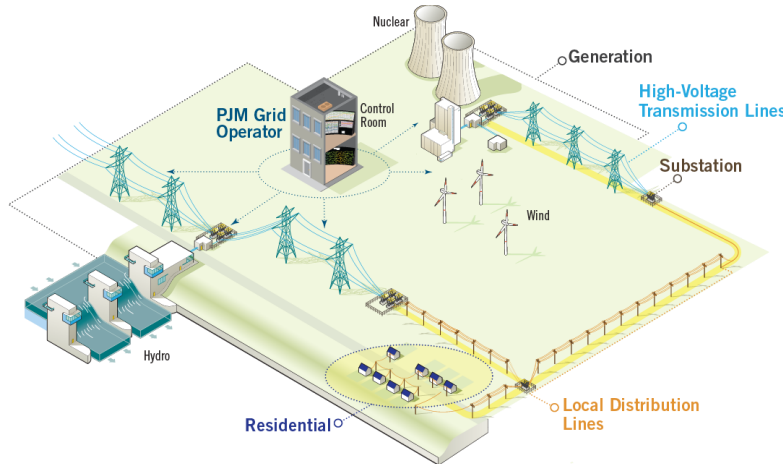 Nuclear
Generation
High-Voltage
Transmission Lines
PJM Grid
Operator
Control
Room
Substation
Wind
Hydro
Residential
Local Distribution
Lines